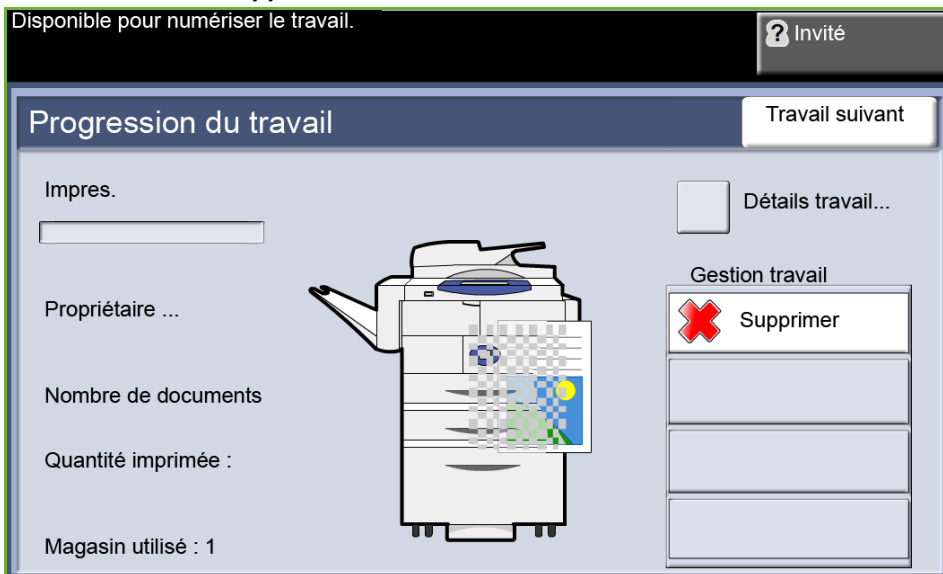 Disponible pour numériser le travail.
? Invité
Progression du travail
Travail suivant
Impres.
Détails travail...
Gestion travail
Propriétaire ...
Supprimer
Nombre de documents
Quantité imprimée :
Magasin utilisé : 1